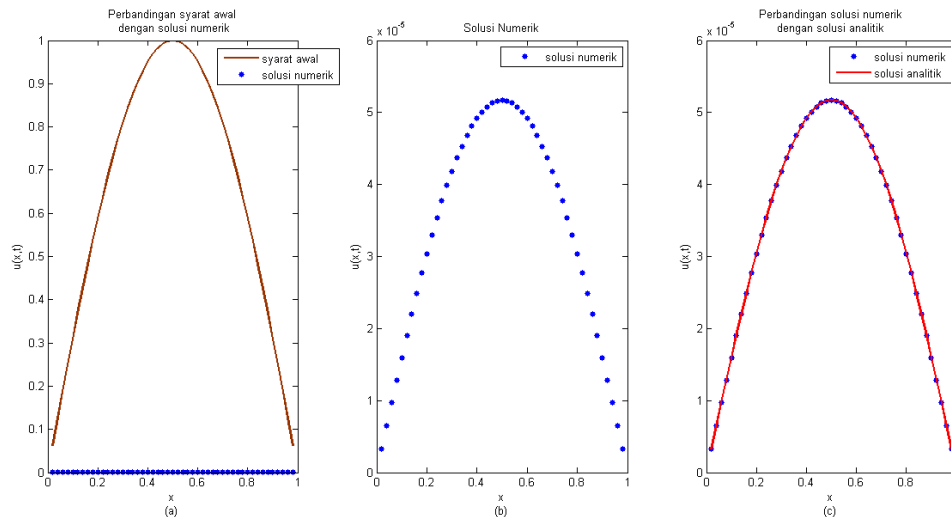 Perbandingan syarat awal
dengan solusi numerik
1
0.9
0.8
0.7
0.6
0.5
0.4
0.3
0.2
0.1
0
u(x,t)
syarat awal
solusi numerik
0
0.2
0.4
0.6
0.8
1
x
(a)
Solusi Numerik
x 10^-5
6
5
4
3
2
1
0
u(x,t)
solusi numerik
0
0.2
0.4
0.6
0.8
1
x
(b)
Perbandingan solusi numerik
dengan solusi analitik
x 10^-5
6
5
4
3
2
1
0
u(x,t)
solusi numerik
solusi analitik
0
0.2
0.4
0.6
0.8
x
(c)